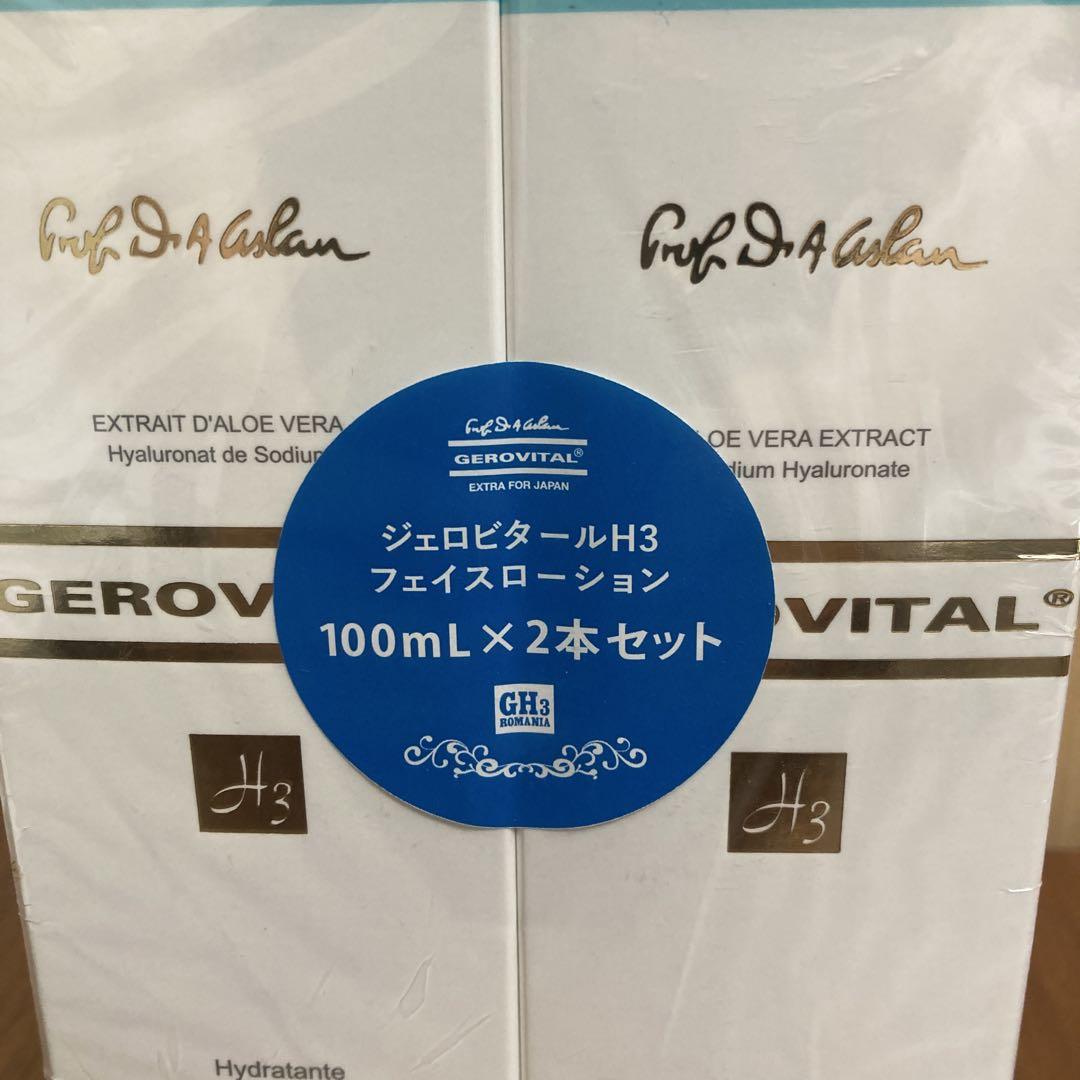 Prof. Dr A Aslan
EXTRAIT D'ALOE VERA
Hyaluronat de Sodium
GEROV
H3
Hydratante
Prof. Dr A Aslan
OE VERA EXTRACT
dium Hyaluronate
OVITAL®
H3
Prof. Dr A Aslan
GEROVITAL®
EXTRA FOR JAPAN
ジェロビタールH3
フェイスローション
100mL×2本セット
GH3
ROMANIA